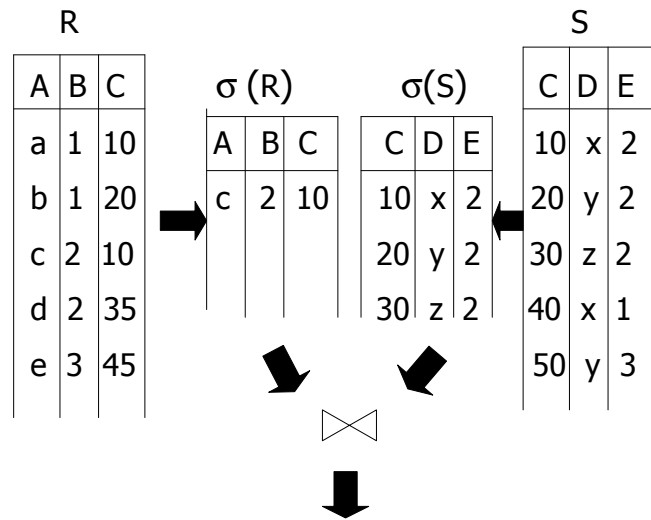 R
A B C
a 1 10
b 1 20
c 2 10
d 2 35
e 3 45
σ (R)
A B C
c 2 10
σ(S)
C D E
10 x 2
20 y 2
30 z 2
S
C D E
10 x 2
20 y 2
30 z 2
40 x 1
50 y 3